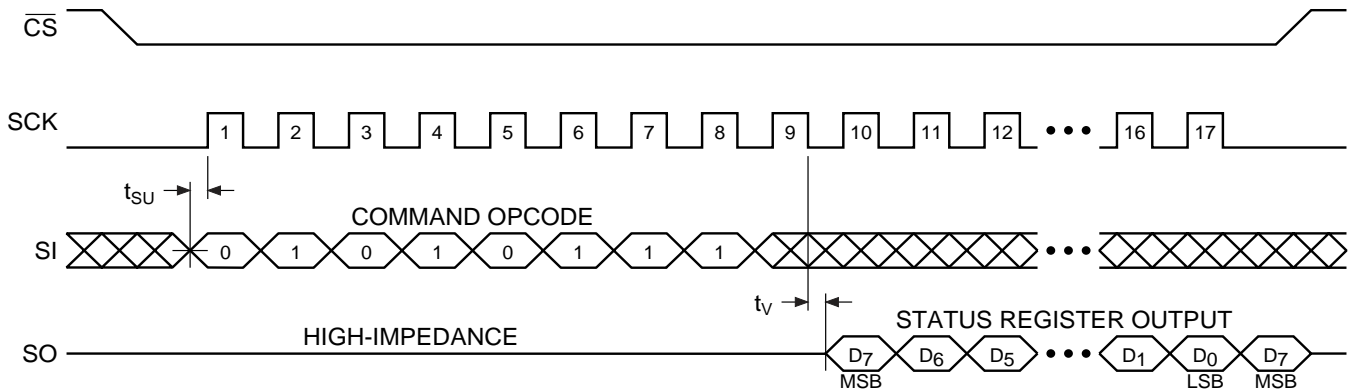 CS
SCK 1 2 3 4 5 6 7 8 9 10 11 12 16 17
tSU
COMMAND OPCODE
SI 0 1 0 1 0 1 1 1
tV
HIGH-IMPEDANCE STATUS REGISTER OUTPUT
SO D7 D6 D5 D1 D0 D7
MSB LSB MSB